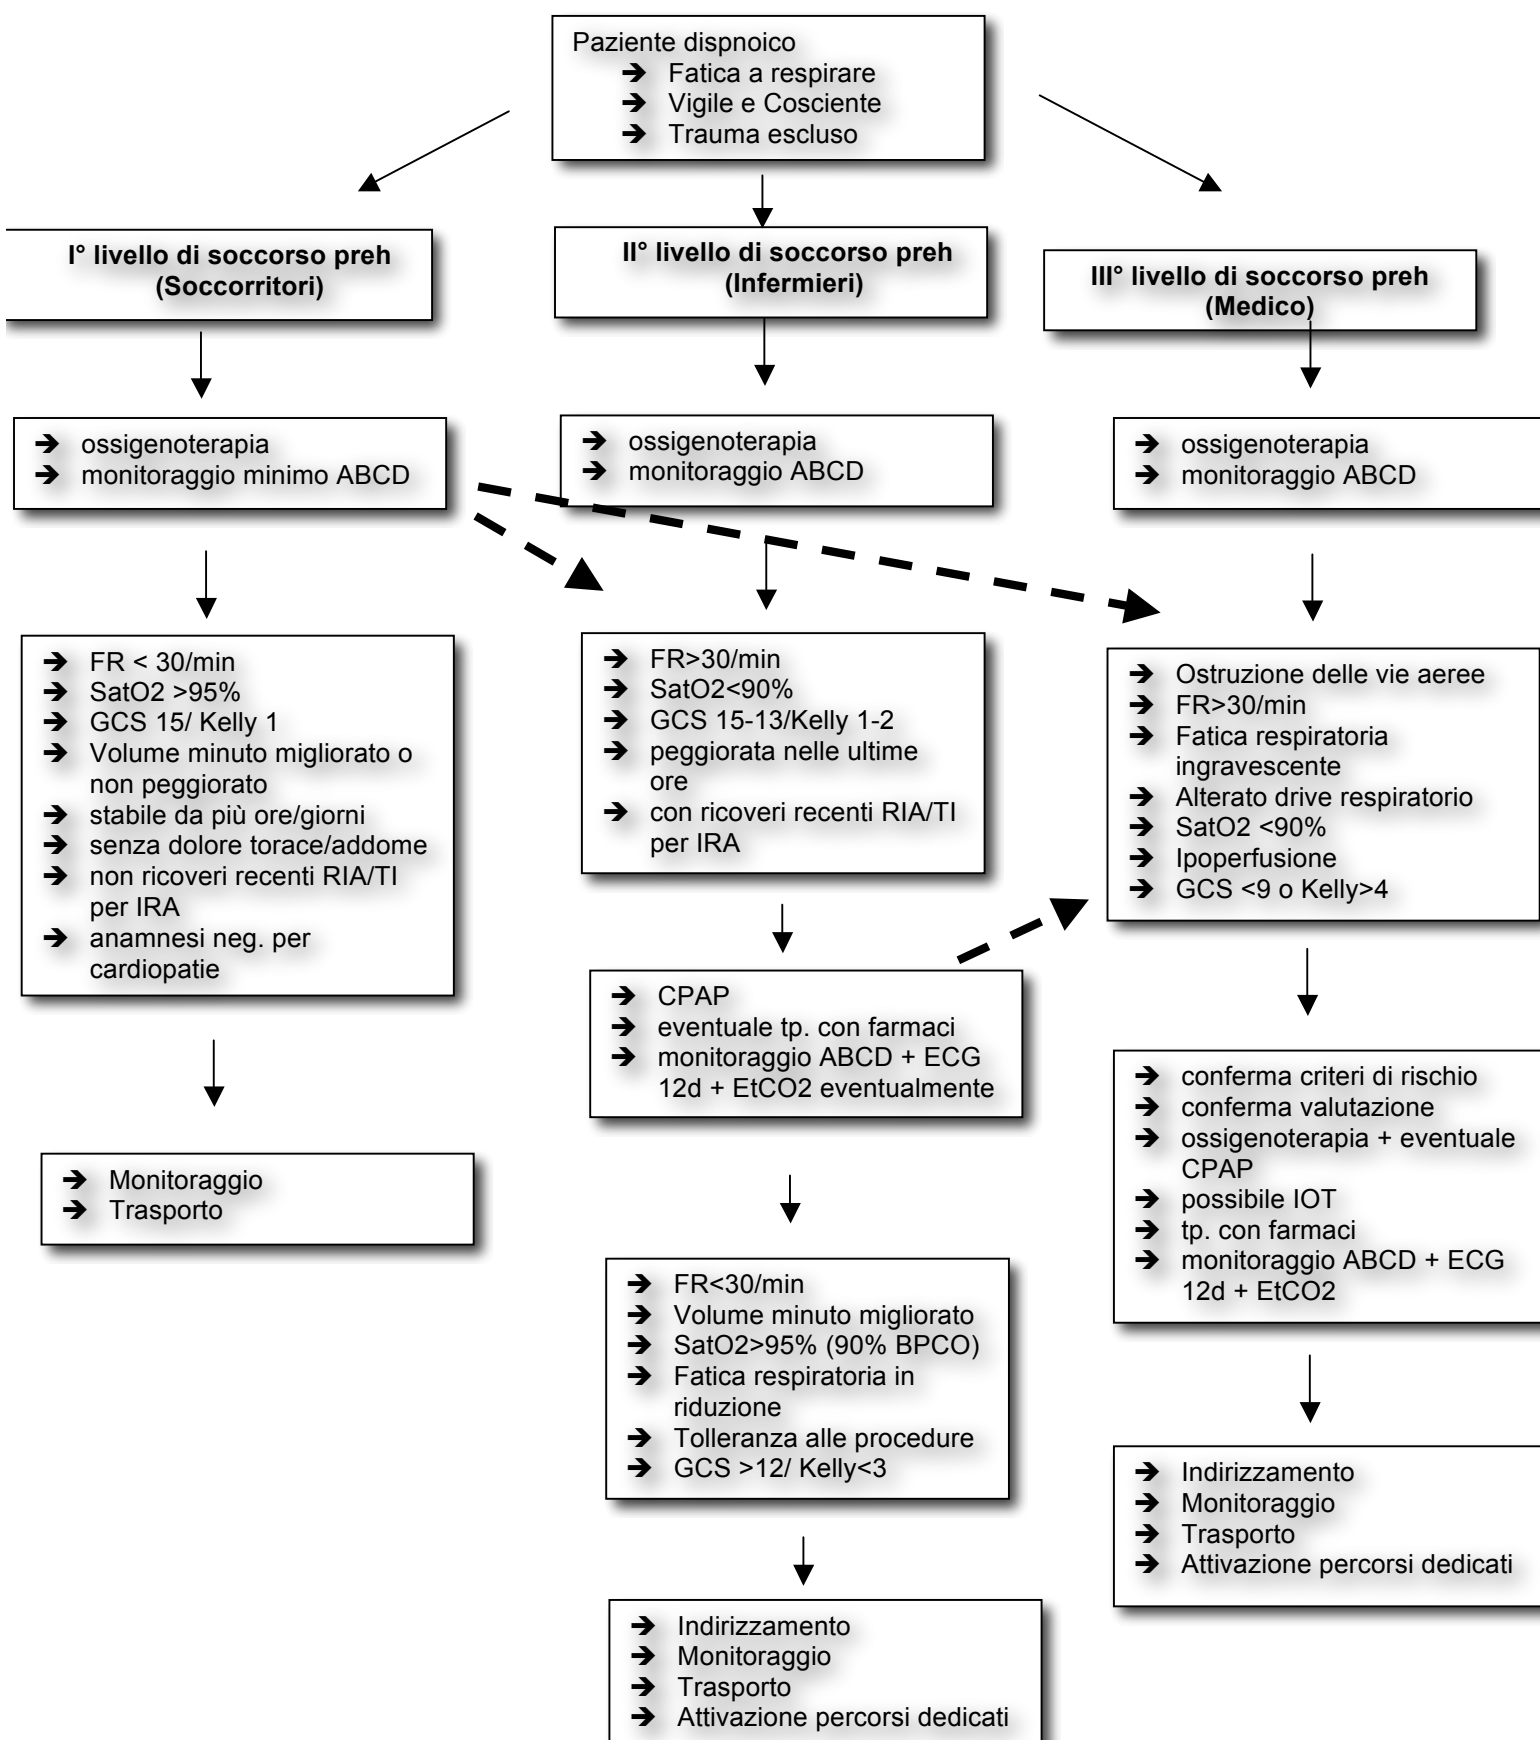 Paziente dispnoico
➔ Fatica a respirare
➔ Vigile e Cosciente
➔ Trauma escluso
I° livello di soccorso preh
(Soccorritori)
II° livello di soccorso preh
(Infermieri)
III° livello di soccorso preh
(Medico)
➔ ossigenoterapia
➔ monitoraggio minimo ABCD
➔ ossigenoterapia
➔ monitoraggio ABCD
➔ ossigenoterapia
➔ monitoraggio ABCD
➔ FR < 30/min
➔ SatO2 >95%
➔ GCS 15/ Kelly 1
➔ Volume minuto migliorato o
non peggiorato
➔ stabile da più ore/giorni
➔ senza dolore torace/addome
➔ non ricoveri recenti RIA/TI
per IRA
➔ anamnesi neg. per
cardiopatie
➔ FR>30/min
➔ SatO2<90%
➔ GCS 15-13/Kelly 1-2
➔ peggiorata nelle ultime
ore
➔ con ricoveri recenti RIA/TI
per IRA
➔ Ostruzione delle vie aeree
➔ FR>30/min
➔ Fatica respiratoria
ingravescente
➔ Alterato drive respiratorio
➔ SatO2 <90%
➔ Ipoperfusione
➔ GCS <9 o Kelly>4
➔ CPAP
➔ eventuale tp. con farmaci
➔ monitoraggio ABCD + ECG
12d + EtCO2 eventualmente
➔ conferma criteri di rischio
➔ conferma valutazione
➔ ossigenoterapia + eventuale
CPAP
➔ possibile IOT
➔ tp. con farmaci
➔ monitoraggio ABCD + ECG
12d + EtCO2
➔ Monitoraggio
➔ Trasporto
➔ FR<30/min
➔ Volume minuto migliorato
➔ SatO2>95% (90% BPCO)
➔ Fatica respiratoria in
riduzione
➔ Tolleranza alle procedure
➔ GCS >12/ Kelly<3
➔ Indirizzamento
➔ Monitoraggio
➔ Trasporto
➔ Attivazione percorsi dedicati
➔ Indirizzamento
➔ Monitoraggio
➔ Trasporto
➔ Attivazione percorsi dedicati